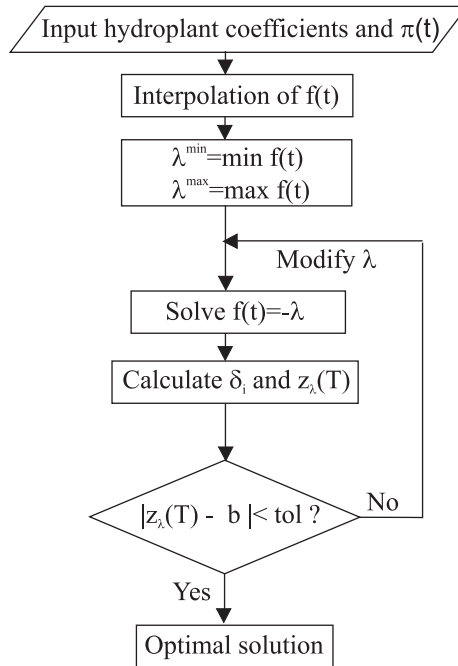 Input hydroplant coefficients and π(t)
Interpolation of f(t)
λ^min=min f(t)
λ^max=max f(t)
Modify λ
Solve f(t)=-λ
Calculate δ_i and z_λ(T)
|z_λ(T) - b |< tol ?
No
Yes
Optimal solution